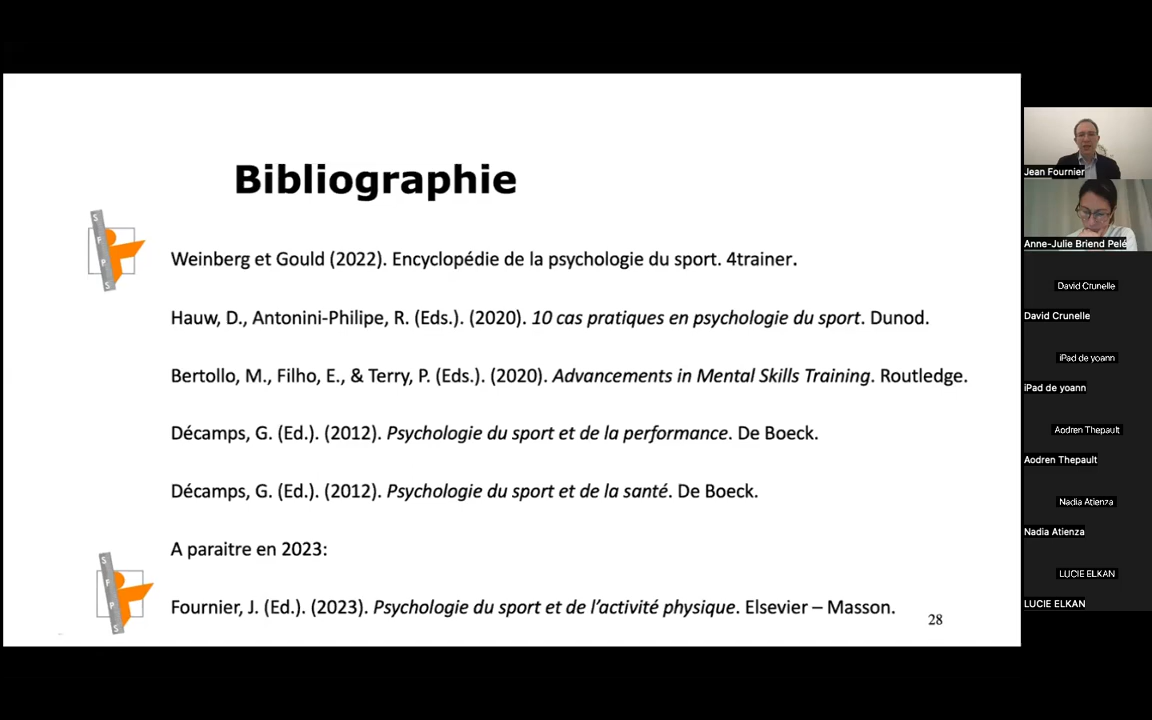 Bibliographie
S
F
P
S
Weinberg et Gould (2022). Encyclopédie de la psychologie du sport. 4trainer.
Hauw, D., Antonini-Philipe, R. (Eds.). (2020). 10 cas pratiques en psychologie du sport. Dunod.
Bertollo, M., Filho, E., & Terry, P. (Eds.). (2020). Advancements in Mental Skills Training. Routledge.
Décamps, G. (Ed.). (2012). Psychologie du sport et de la performance. De Boeck.
Décamps, G. (Ed.). (2012). Psychologie du sport et de la santé. De Boeck.
A paraitre en 2023:
S
F
P
S
Fournier, J. (Ed.). (2023). Psychologie du sport et de l’activité physique. Elsevier – Masson.
28
Jean Fournier
Anne-Julie Briend Pelé
David Crunelle
David Crunelle
iPad de yoann
iPad de yoann
Aodren Thepault
Aodren Thepault
Nadia Atienza
Nadia Atienza
LUCIE ELKAN
LUCIE ELKAN